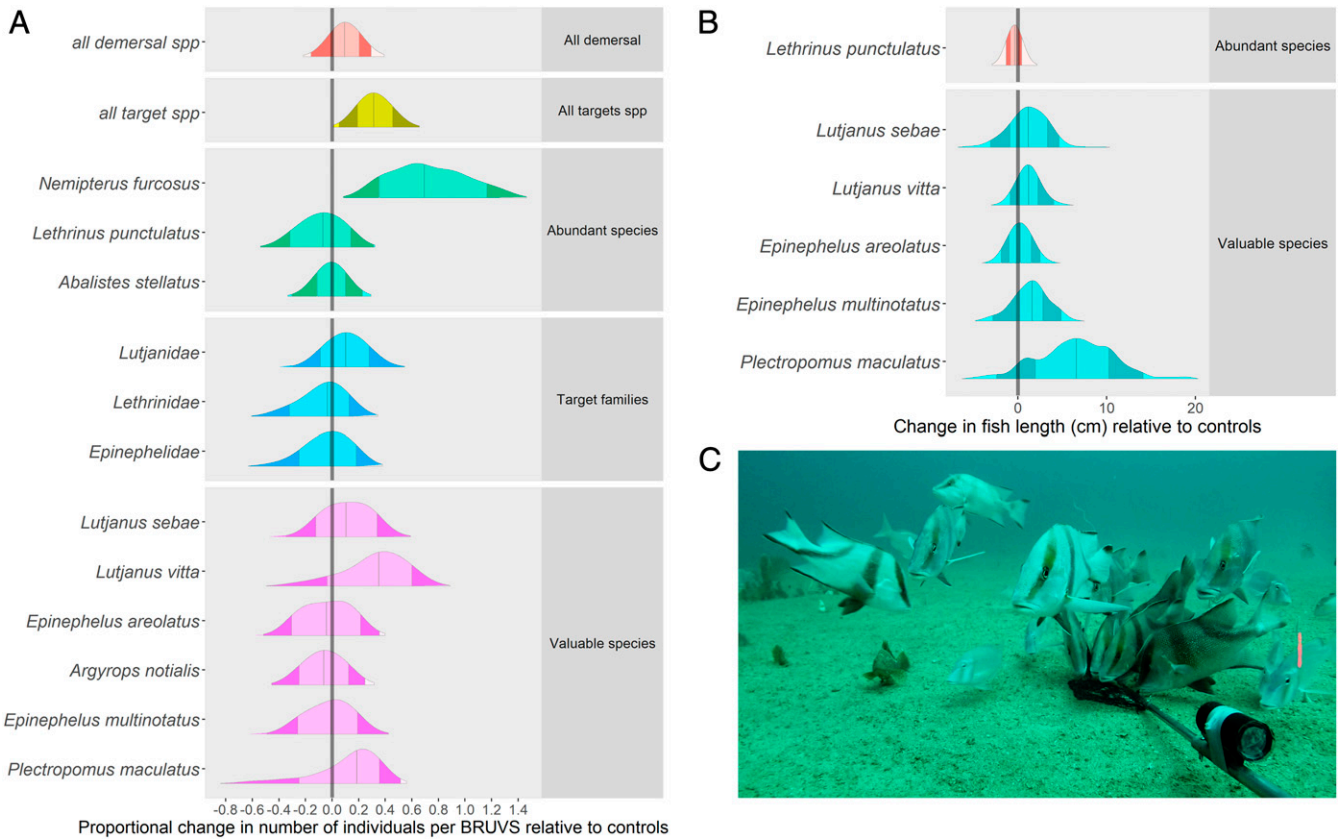 A
all demersal spp
All demersal
all target spp
All targets spp
Nemipterus furcosus
Lethrinus punctulatus
Abalistes stellatus
Abundant species
Lutjanidae
Lethrinidae
Epinephelidae
Target families
Lutjanus sebae
Lutjanus vitta
Epinephelus areolatus
Argyrops notialis
Epinephelus multinotatus
Plectropomus maculatus
Valuable species
-0.8 -0.6 -0.4 -0.2 0.0 0.2 0.4 0.6 0.8 1.0 1.2 1.4
Proportional change in number of individuals per BRUVS relative to controls
B
Lethrinus punctulatus
Abundant species
Lutjanus sebae
Lutjanus vitta
Epinephelus areolatus
Epinephelus multinotatus
Plectropomus maculatus
Valuable species
0 10 20
Change in fish length (cm) relative to controls
C